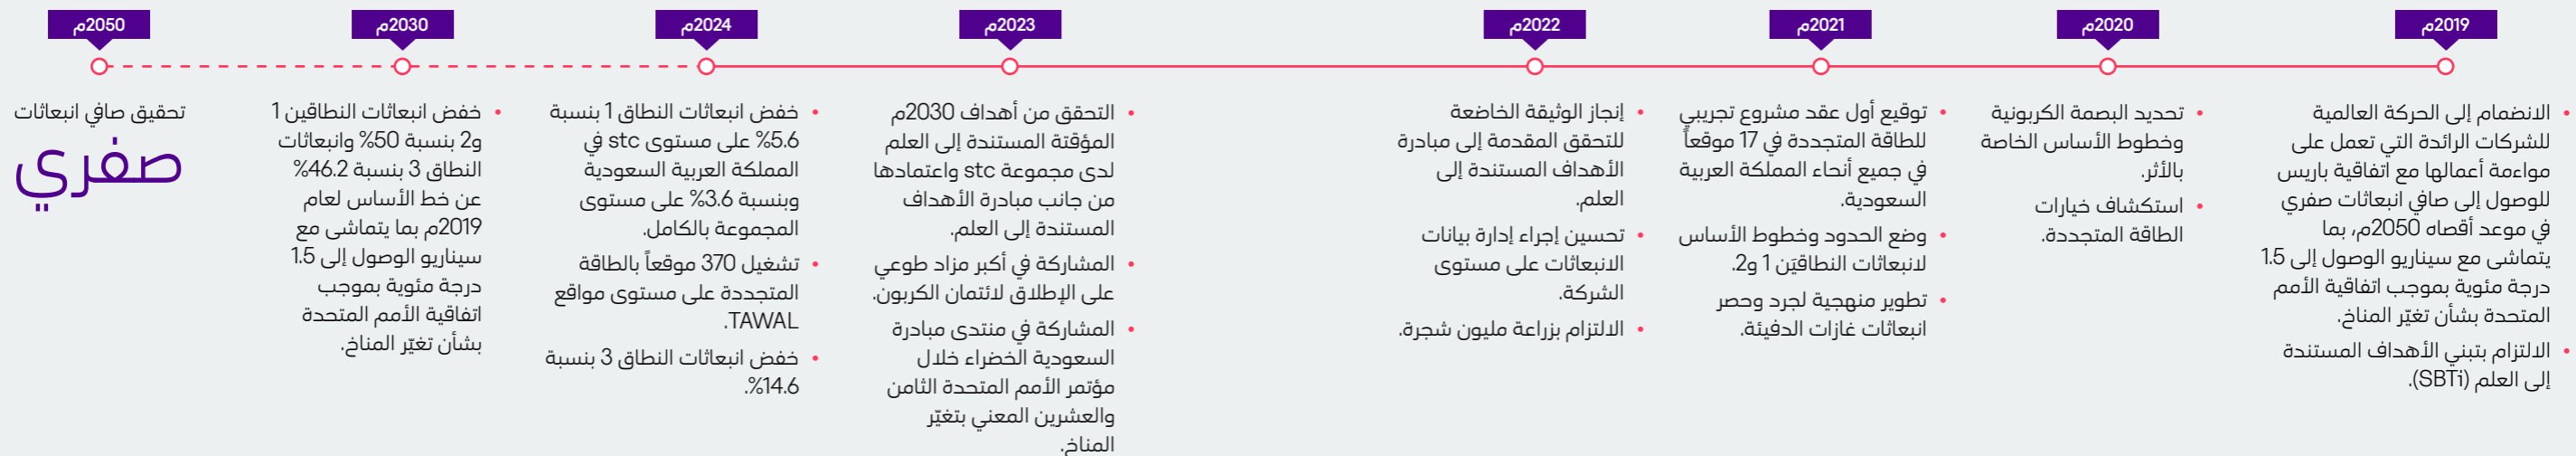 2019م
الانضمام إلى الحركة العالمية
للشركات الرائدة التي تعمل على
مواءمة أعمالها مع اتفاقية باريس
للوصول إلى صافي انبعاثات صفري
في موعد أقصاه 2050م، بما
يتماشى مع سيناريو الوصول إلى 1.5
درجة مئوية بموجب اتفاقية الأمم
المتحدة بشأن تغيّر المناخ.
الالتزام بتبني الأهداف المستندة
إلى العلم (SBTi).
2020م
تحديد البصمة الكربونية
وخطوط الأساس الخاصة
بالأثر.
استكشاف خيارات
الطاقة المتجددة.
2021م
توقيع أول عقد مشروع تجريبي
للطاقة المتجددة في 17 موقعاً
في جميع أنحاء المملكة العربية
السعودية.
وضع الحدود وخطوط الأساس
لانبعاثات النطاقَين 1 و2.
تطوير منهجية لجرد وحصر
انبعاثات غازات الدفيئة.
2022م
إنجاز الوثيقة الخاضعة
للتحقق المقدمة إلى مبادرة
الأهداف المستندة إلى
العلم.
تحسين إجراء إدارة بيانات
الانبعاثات على مستوى
الشركة.
الالتزام بزراعة مليون شجرة.
2023م
التحقق من أهداف 2030م
المؤقتة المستندة إلى العلم
لدى مجموعة stc واعتمادها
من جانب مبادرة الأهداف
المستندة إلى العلم.
المشاركة في أكبر مزاد طوعي
على الإطلاق لائتمان الكربون.
المشاركة في منتدى مبادرة
السعودية الخضراء خلال
مؤتمر الأمم المتحدة الثامن
والعشرين المعني بتغيّر
المناخ.
2024م
خفض انبعاثات النطاق 1 بنسبة
5.6% على مستوى stc في
المملكة العربية السعودية
وبنسبة 3.6% على مستوى
المجموعة بالكامل.
تشغيل 370 موقعاً بالطاقة
المتجددة على مستوى مواقع
TAWAL.
خفض انبعاثات النطاق 3 بنسبة
14.6%.
2030م
خفض انبعاثات النطاقين 1
و2 بنسبة 50% وانبعاثات
النطاق 3 بنسبة 46.2%
عن خط الأساس لعام
2019م بما يتماشى مع
سيناريو الوصول إلى 1.5
درجة مئوية بموجب
اتفاقية الأمم المتحدة
بشأن تغيّر المناخ.
2050م
تحقيق صافي انبعاثات
صفري